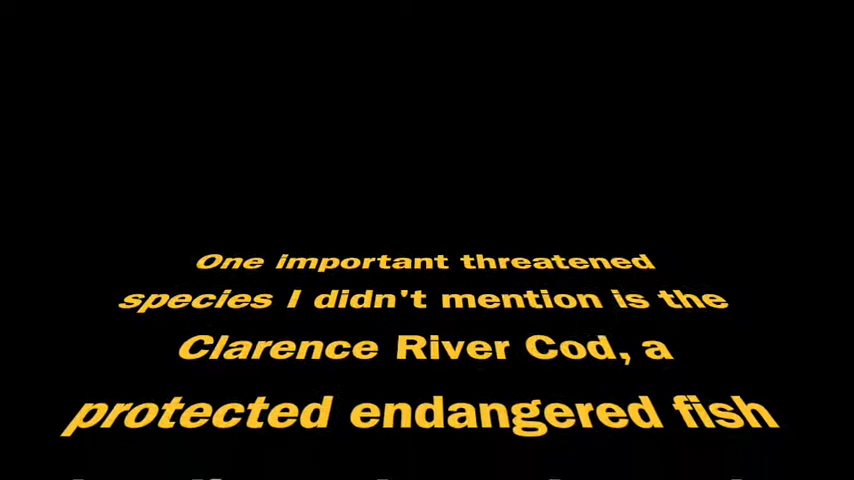 One important threatened
species I didn't mention is the
Clarence River Cod, a
protected endangered fish